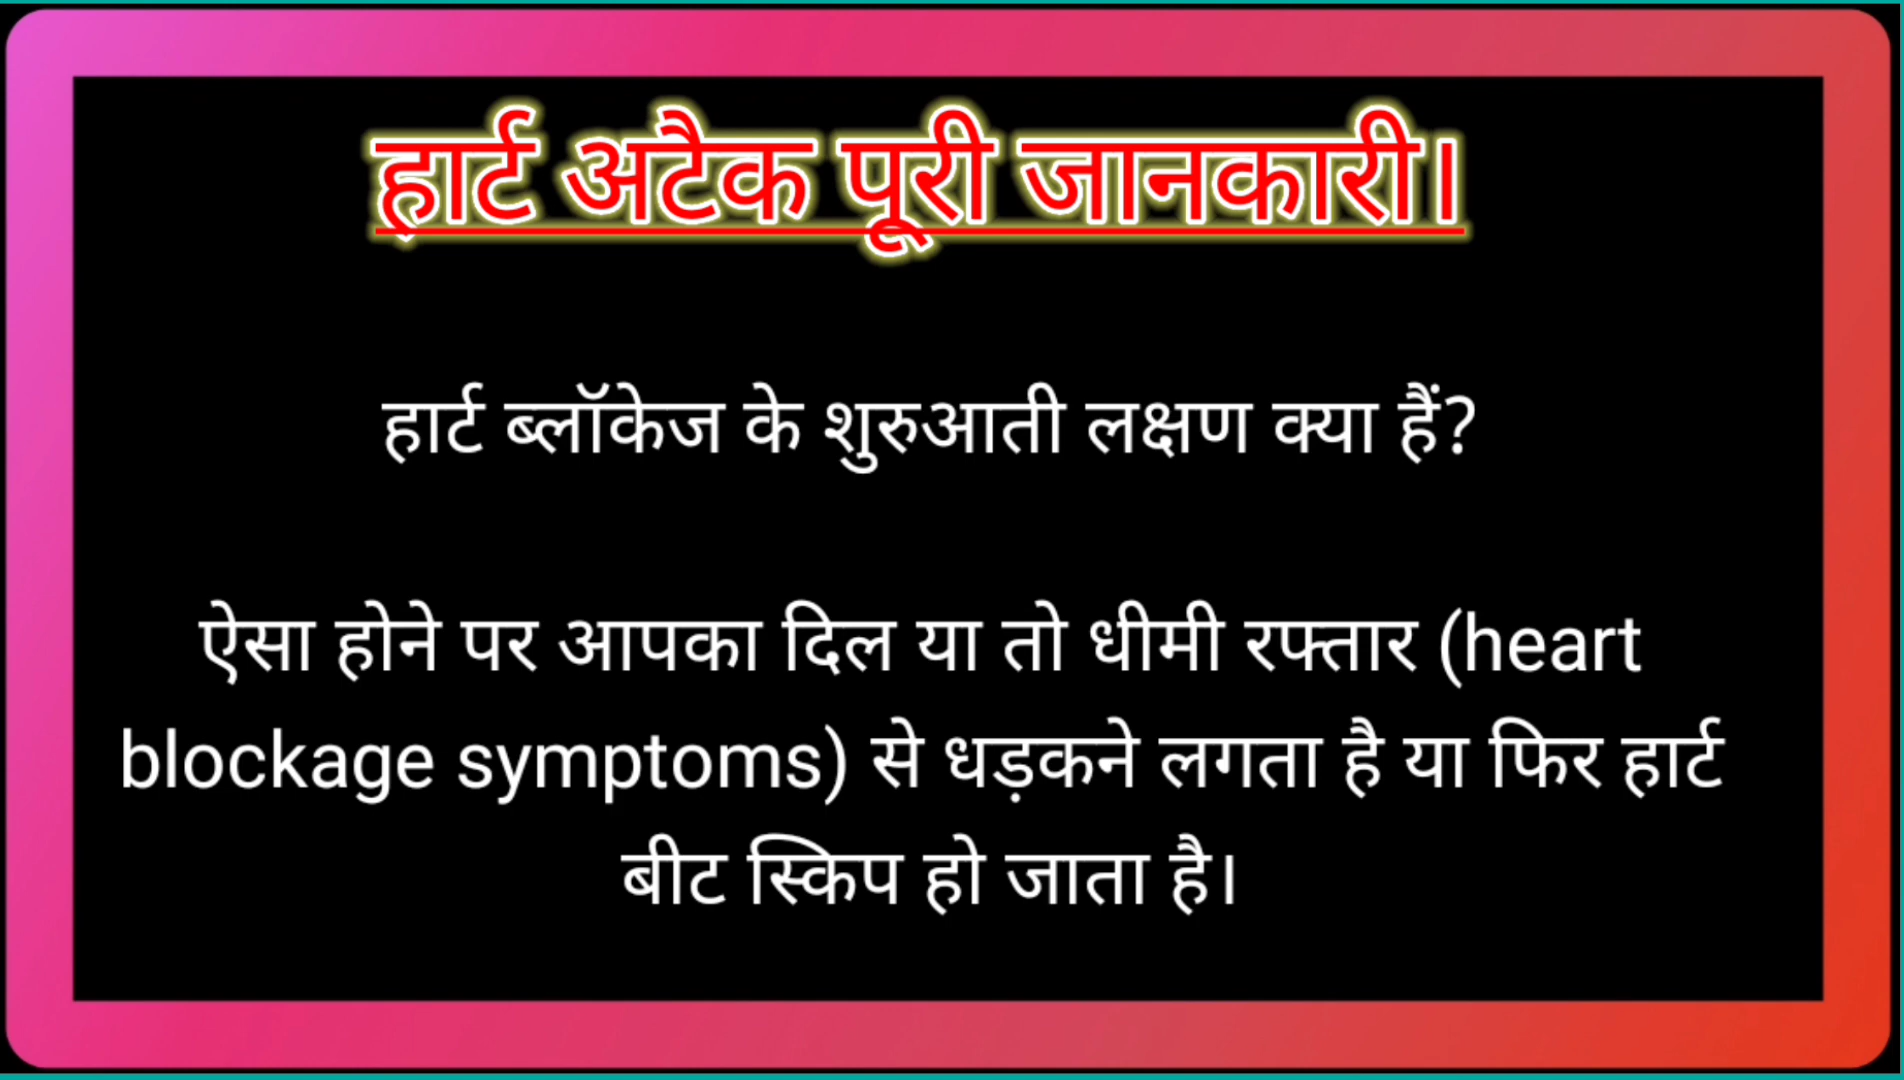 हार्ट अटैक पूरी जानकारी।
हार्ट ब्लॉकेज के शुरुआती लक्षण क्या हैं?
ऐसा होने पर आपका दिल या तो धीमी रफ्तार (heart
blockage symptoms) से धड़कने लगता है या फिर हार्ट
बीट स्किप हो जाता है।